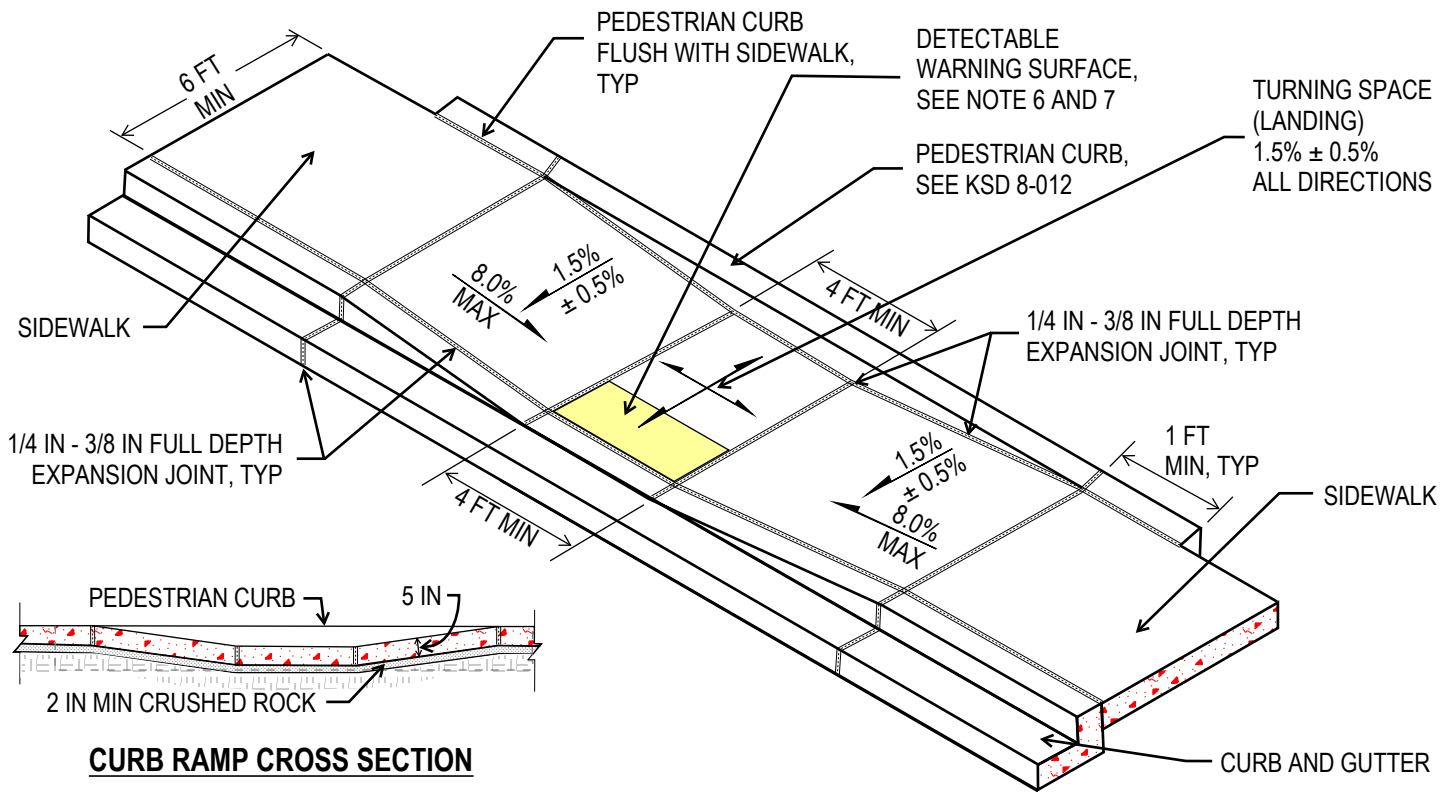 PEDESTRIAN CURB
FLUSH WITH SIDEWALK,
TYP
DETECTABLE
WARNING SURFACE,
SEE NOTE 6 AND 7
TURNING SPACE
(LANDING)
1.5% ± 0.5%
ALL DIRECTIONS
6 FT
MIN
PEDESTRIAN CURB,
SEE KSD 8-012
8.0%
MAX
1.5%
± 0.5%
4 FT MIN
SIDEWALK
1/4 IN - 3/8 IN FULL DEPTH
EXPANSION JOINT, TYP
1/4 IN - 3/8 IN FULL DEPTH
EXPANSION JOINT, TYP
4 FT MIN
1.5%
± 0.5%
8.0%
MAX
1 FT
MIN, TYP
SIDEWALK
PEDESTRIAN CURB
5 IN
2 IN MIN CRUSHED ROCK
CURB RAMP CROSS SECTION
CURB AND GUTTER